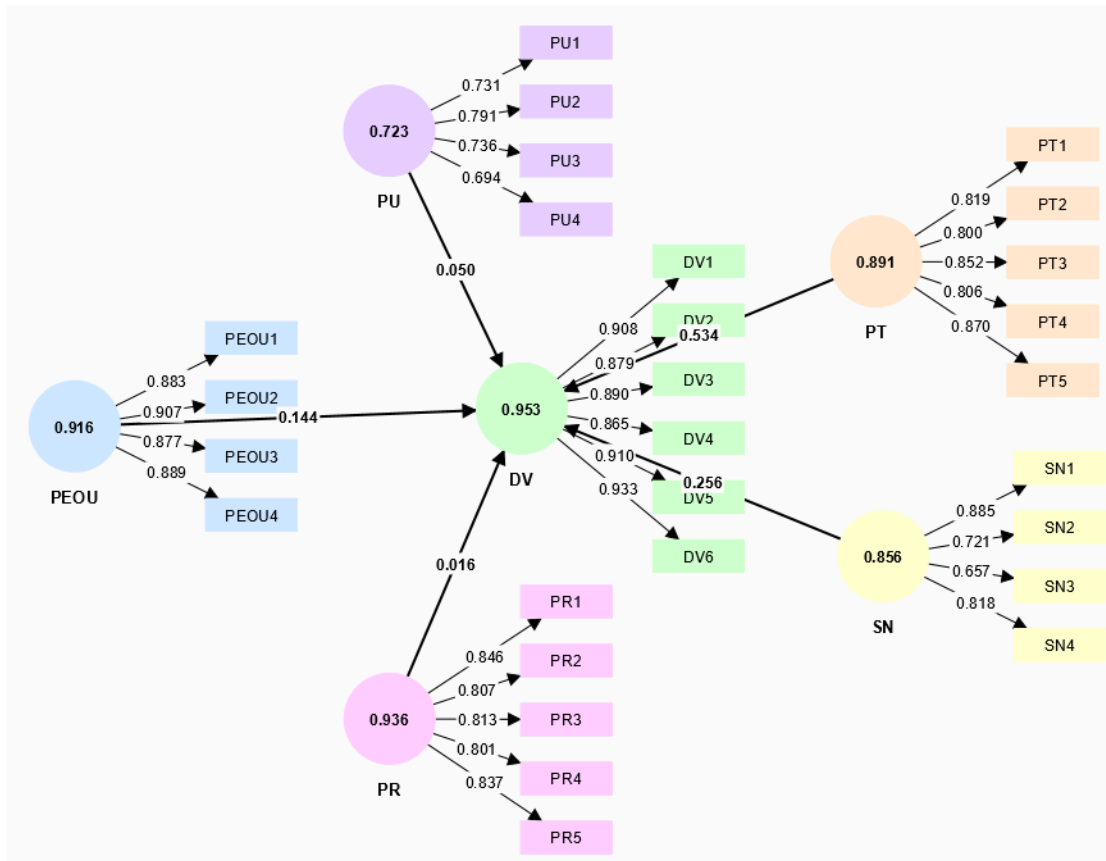 PU1
PU2
PU3
PU4
0.731
0.791
0.736
0.694
0.723
PU
0.050
PEOU1
PEOU2
PEOU3
PEOU4
0.883
0.907
0.877
0.889
0.916
PEOU
0.144
DV1
DV2
DV3
DV4
DV5
DV6
0.908
0.879
0.890
0.865
0.910
0.933
0.953
DV
PT1
PT2
PT3
PT4
PT5
0.819
0.800
0.852
0.806
0.870
0.891
PT
0.534
SN1
SN2
SN3
SN4
0.885
0.721
0.657
0.818
0.856
SN
0.256
0.016
PR1
PR2
PR3
PR4
PR5
0.846
0.807
0.813
0.801
0.837
0.936
PR